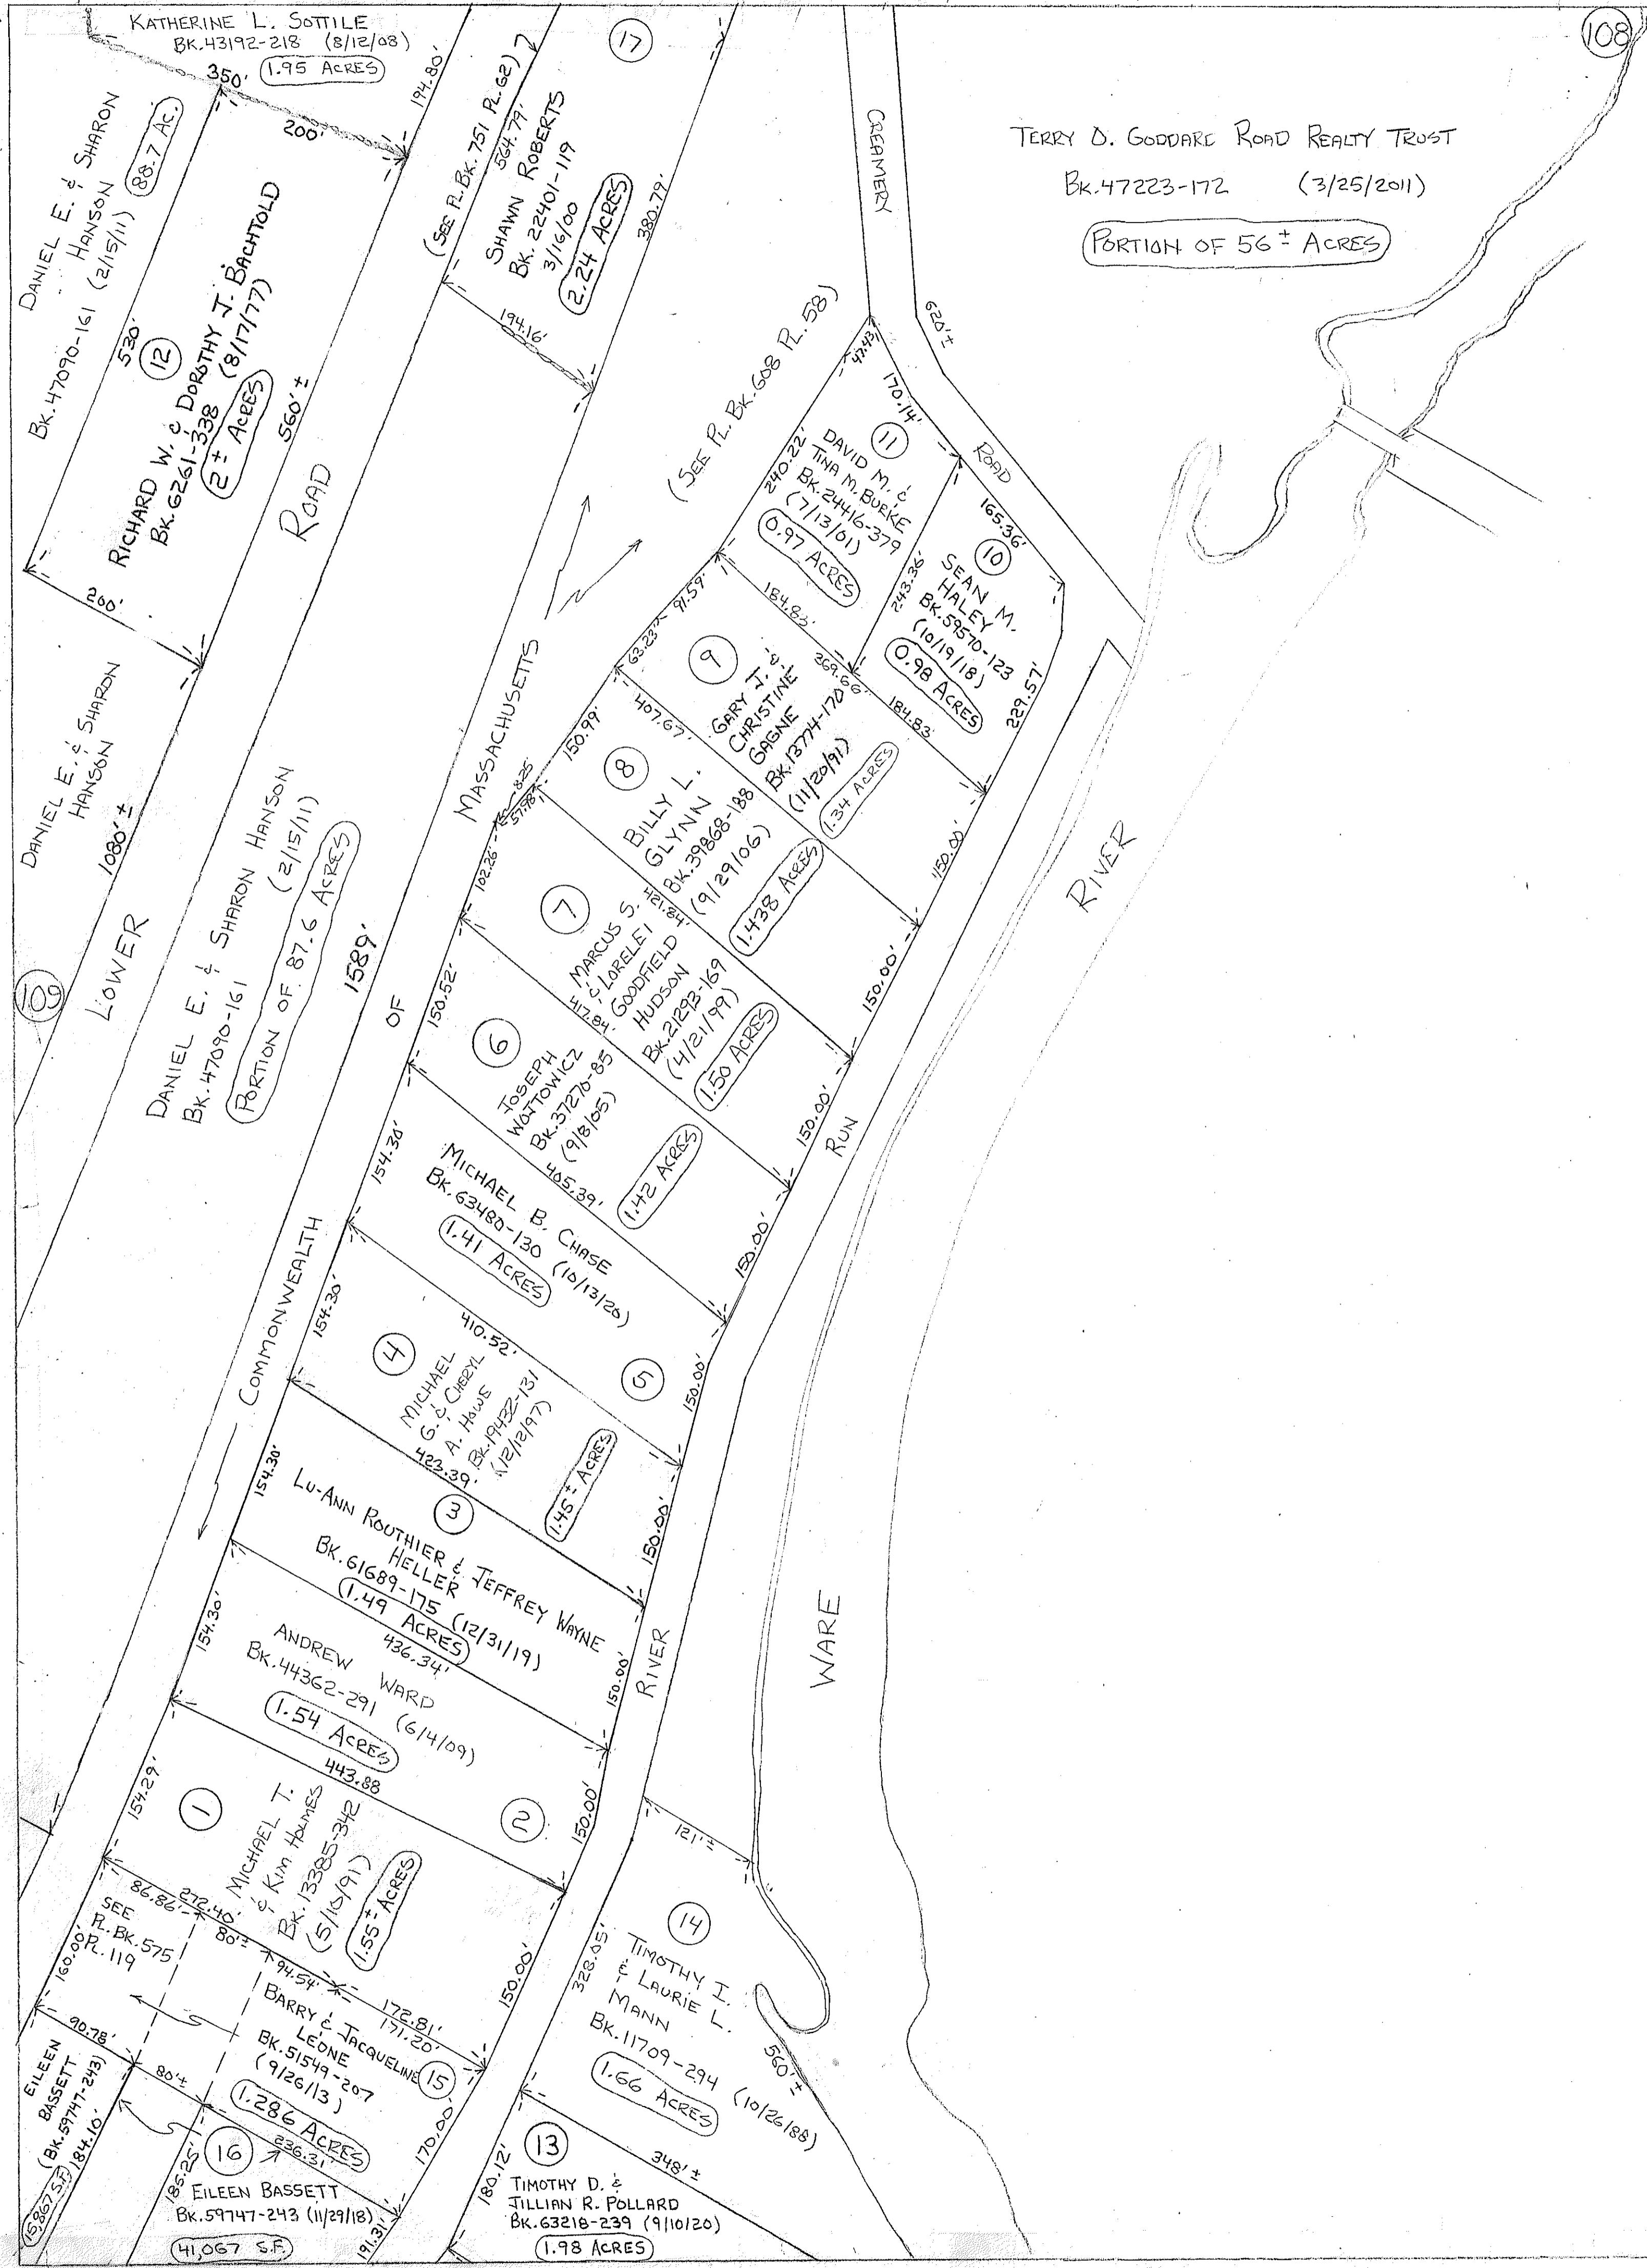 KATHERINE L. SOTTILE
BK.43192-218 (8/12/08)
1.95 ACRES
350'
200'
194.80'
17
108
(SEE PL.BK. 751 PL.62)
564.79'
SHAWN ROBERTS
BK. 22401-119
3/16/00
2.24 ACRES
380.79'
194.16'
CREAMERY
ROAD
620'±
TERRY D. GODDARD ROAD REALTY TRUST
BK.47223-172 (3/25/2011)
PORTION OF 56± ACRES
DANIEL E. & SHARON
HANSON
BK.47090-161 (2/15/11)
88.7 AC.
530'
12
RICHARD W. & DOROTHY J. BACHTOLD
BK.6261-338 (8/17/77)
2± ACRES
560'±
200'
ROAD
(SEE PL.BK.608 PL. 58)
47.43'
170.14'
240.22'
11
DAVID M. &
TINA M. BURKE
BK.24416-379
(7/13/01)
0.97 ACRES
184.83'
243.36'
165.36'
10
SEAN M.
HALEY
BK.59570-123
(10/19/18)
0.98 ACRES
184.83
229.57'
369.66'
91.59'
63.23'
9
GARY J. -&-
CHRISTINE
GAGNE
BK.13774-170
(11/20/91)
1.34 ACRES
150.00'
407.67'
150.99'
8
BILLY L.
GLYNN
BK.39868-188
(9/29/06)
1.438 ACRES
150.00'
421.84'
8.25
57.98'
102.26'
7
MARCUS S.
& LORELEI
GOODFIELD
HUDSON
BK.21293-169
(4/21/99)
1.50 ACRES
150.00'
417.84'
150.52'
6
JOSEPH
WOJTOWICZ
BK.37270-85
(9/8/05)
1.42 ACRES
150.00'
405.39'
154.30'
MICHAEL B. CHASE
BK.63480-130 (10/13/20)
1.41 ACRES
5
150.00'
410.52'
154.30'
4
MICHAEL
G. & CHERYL
A. HOWE
BK.19432-131
(12/12/97)
1.45± ACRES
150.00'
423.39'
154.30'
3
LU-ANN ROUTHIER & JEFFREY WAYNE
HELLER
BK.61689-175 (12/31/19)
1.49 ACRES
150.00'
436.34'
154.30'
ANDREW WARD
BK.44362-291 (6/4/09)
1.54 ACRES
2
150.00'
443.88
154.29'
1
MICHAEL T.
-&- KIM HOLMES
BK.13385-342
(5/10/91)
1.55± ACRES
150.00'
DANIEL E. & SHARON
HANSON
1080'±
109
LOWER
DANIEL E. & SHARON HANSON
BK.47090-161 (2/15/11)
PORTION OF 87.6 ACRES
1589'
COMMONWEALTH
OF
MASSACHUSETTS
RIVER
RUN
WARE
RIVER
86.86'
272.40'
80'±
94.54'
172.81'
171.20'
SEE
PL.BK.575
PL.119
160.00'
BARRY & JACQUELINE
LEONE
BK.51549-207
(9/26/13)
1.286 ACRES
15
170.00'
90.78'
80'±
236.31'
EILEEN
BASSETT
(BK.59747-243)
184.10'
15,867 S.F.
185.25'
16
EILEEN BASSETT
BK.59747-243 (11/29/18)
41,067 S.F.
191.31'
121'±
328.05'
14
TIMOTHY I.
& LAURIE L.
MANN
BK.11709-294 (10/26/88)
1.66 ACRES
560'±
348'±
180.12'
13
TIMOTHY D. &
JILLIAN R. POLLARD
BK.63218-239 (9/10/20)
1.98 ACRES